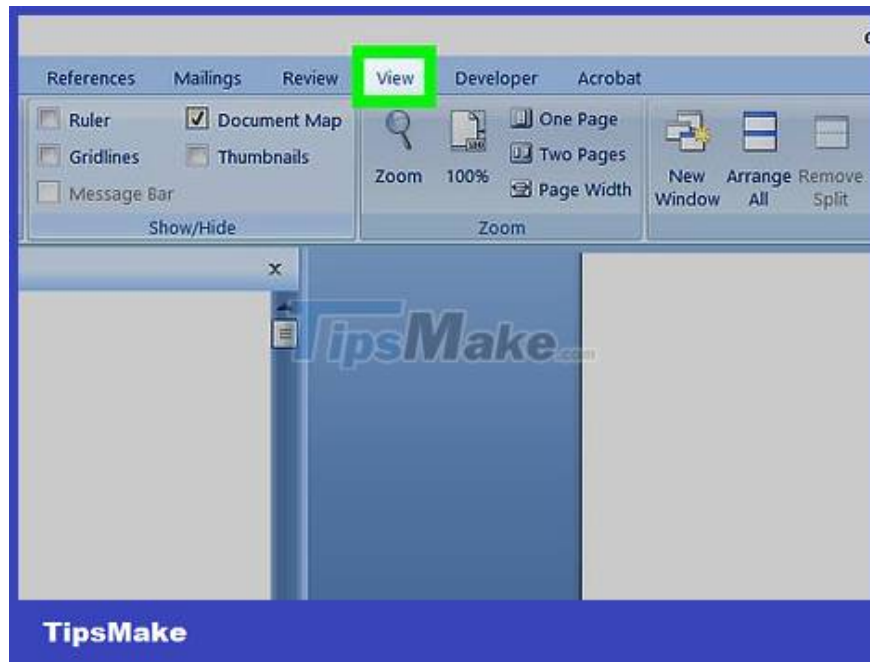 References Mailings Review View Developer Acrobat
Ruler Document Map
Gridlines Thumbnails
Message Bar
Show/Hide
Zoom 100%
One Page
Two Pages
Page Width
Zoom
New Window
Arrange All
Remove Split
TipsMake.com
TipsMake